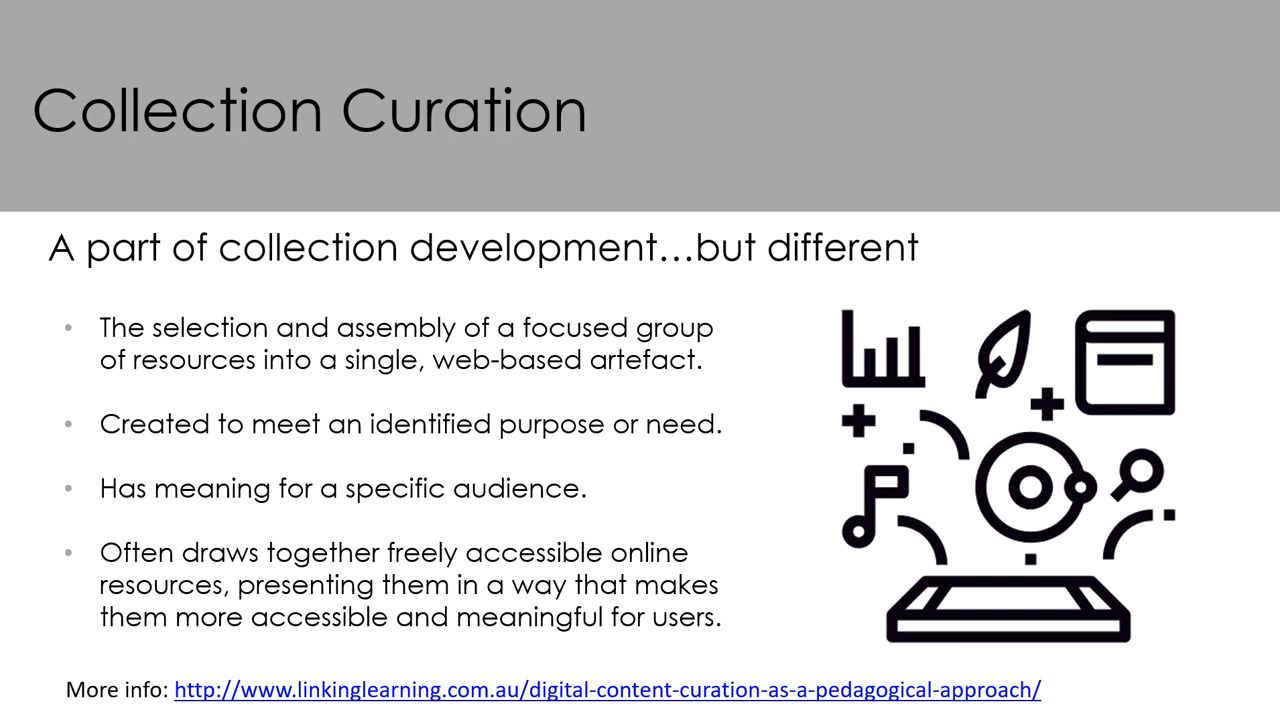 Collection Curation
A part of collection development...but different
• The selection and assembly of a focused group
of resources into a single, web-based artefact.
• Created to meet an identified purpose or need.
• Has meaning for a specific audience.
• Often draws together freely accessible online
resources, presenting them in a way that makes
them more accessible and meaningful for users.
More info: http://www.linkinglearning.com.au/digital-content-curation-as-a-pedagogical-approach/